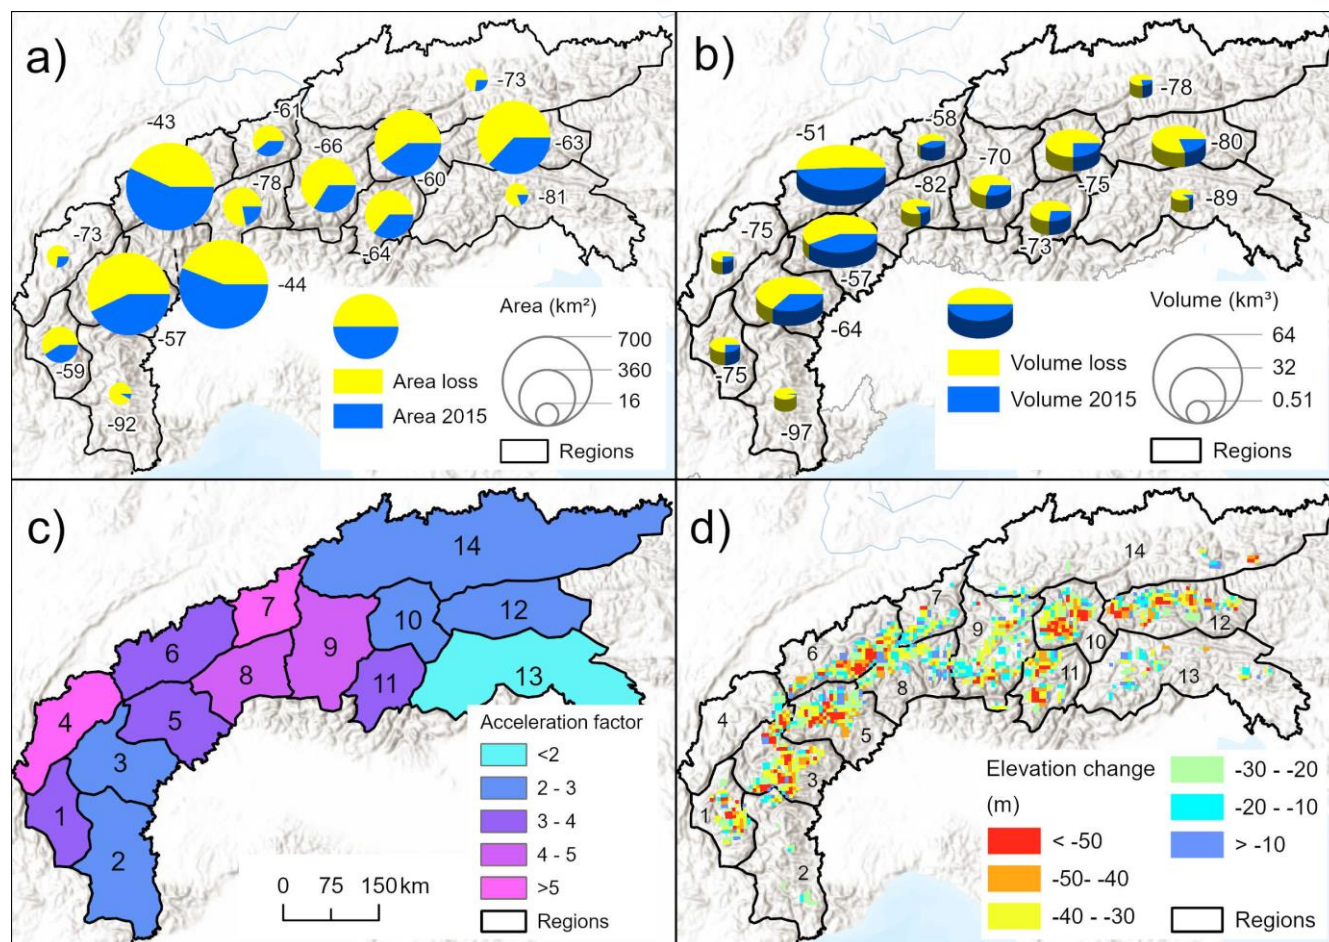 a)
-73
-61
-43
-66
-63
-78
-60
-81
-73
-64
-44
-57
-59
-92
Area (km²)
700
360
16
Area loss
Area 2015
Regions
b)
-78
-58
-51
-70
-80
-82
-75
-89
-75
-73
-57
-64
-75
-97
Volume (km³)
64
32
0.51
Volume loss
Volume 2015
Regions
c)
14
7
10
12
6
9
8
11
13
4
5
3
1
2
Acceleration factor
<2
2 - 3
3 - 4
4 - 5
>5
Regions
0 75 150 km
d)
14
7
9
10
12
6
11
8
13
4
5
3
1
2
Elevation change
(m)
< -50
-50- -40
-40 - -30
-30 - -20
-20 - -10
> -10
Regions